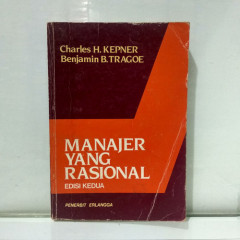 Charles H. KEPNER
Benjamin B. TRAGOE
MANAJER
YANG
RASIONAL
EDISI KEDUA
PENERBIT ERLANGGA